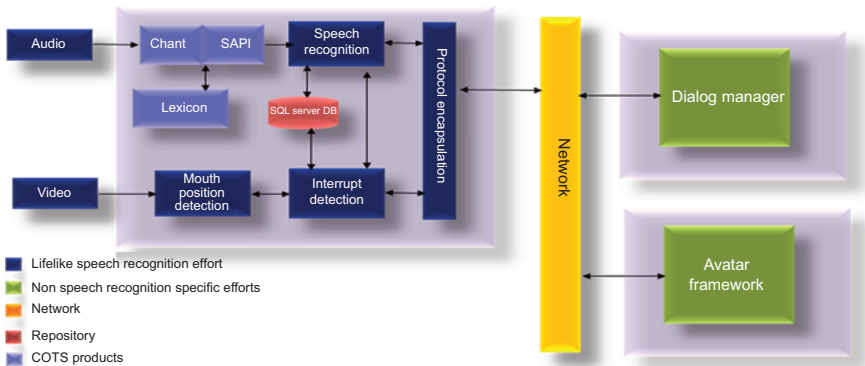 Audio
Chant
SAPI
Speech
recognition
Lexicon
SQL server DB
Protocol encapsulation
Video
Mouth
position
detection
Interrupt
detection
Network
Dialog manager
Avatar
framework
Lifelike speech recognition effort
Non speech recognition specific efforts
Network
Repository
COTS products